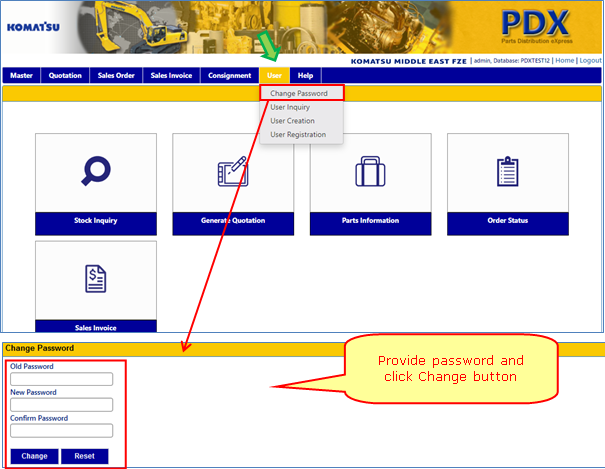 KOMATSU
PDX
Parts Distribution eXpress
KOMATSU MIDDLE EAST FZE | admin, Database: PDXTEST12 | Home | Logout
Master Quotation Sales Order Sales Invoice Consignment User Help
Change Password
User Inquiry
User Creation
User Registration
Stock Inquiry Generate Quotation Parts Information Order Status
Sales Invoice
Change Password
Old Password
New Password
Confirm Password
Change Reset
Provide password and
click Change button